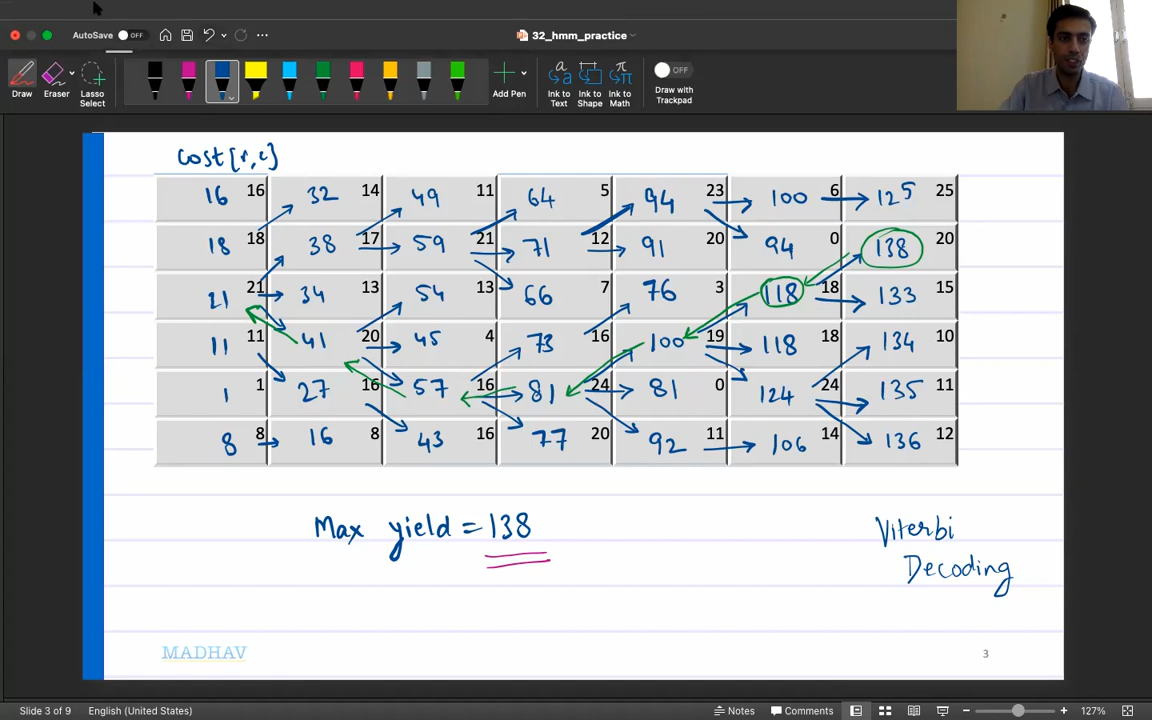 AutoSave OFF
32_hmm_practice
Draw
Eraser
Lasso Select
Add Pen
Ink to Text
Ink to Shape
Ink to Math
OFF
Draw with Trackpad
Cost[r,c]
16 16 32 14 49 11 64 5 94 23 100 6 125 25
18 18 38 17 59 21 71 12 91 20 94 0 138 20
21 21 34 13 54 13 66 7 76 3 118 18 133 15
11 11 41 20 45 4 73 16 100 19 118 18 134 10
1 1 27 16 57 16 81 24 81 0 124 24 135 11
8 8 16 8 43 16 77 20 92 11 106 14 136 12
Max yield = 138
Viterbi
Decoding
MADHAV
3
Slide 3 of 9 English (United States) Notes Comments 127%